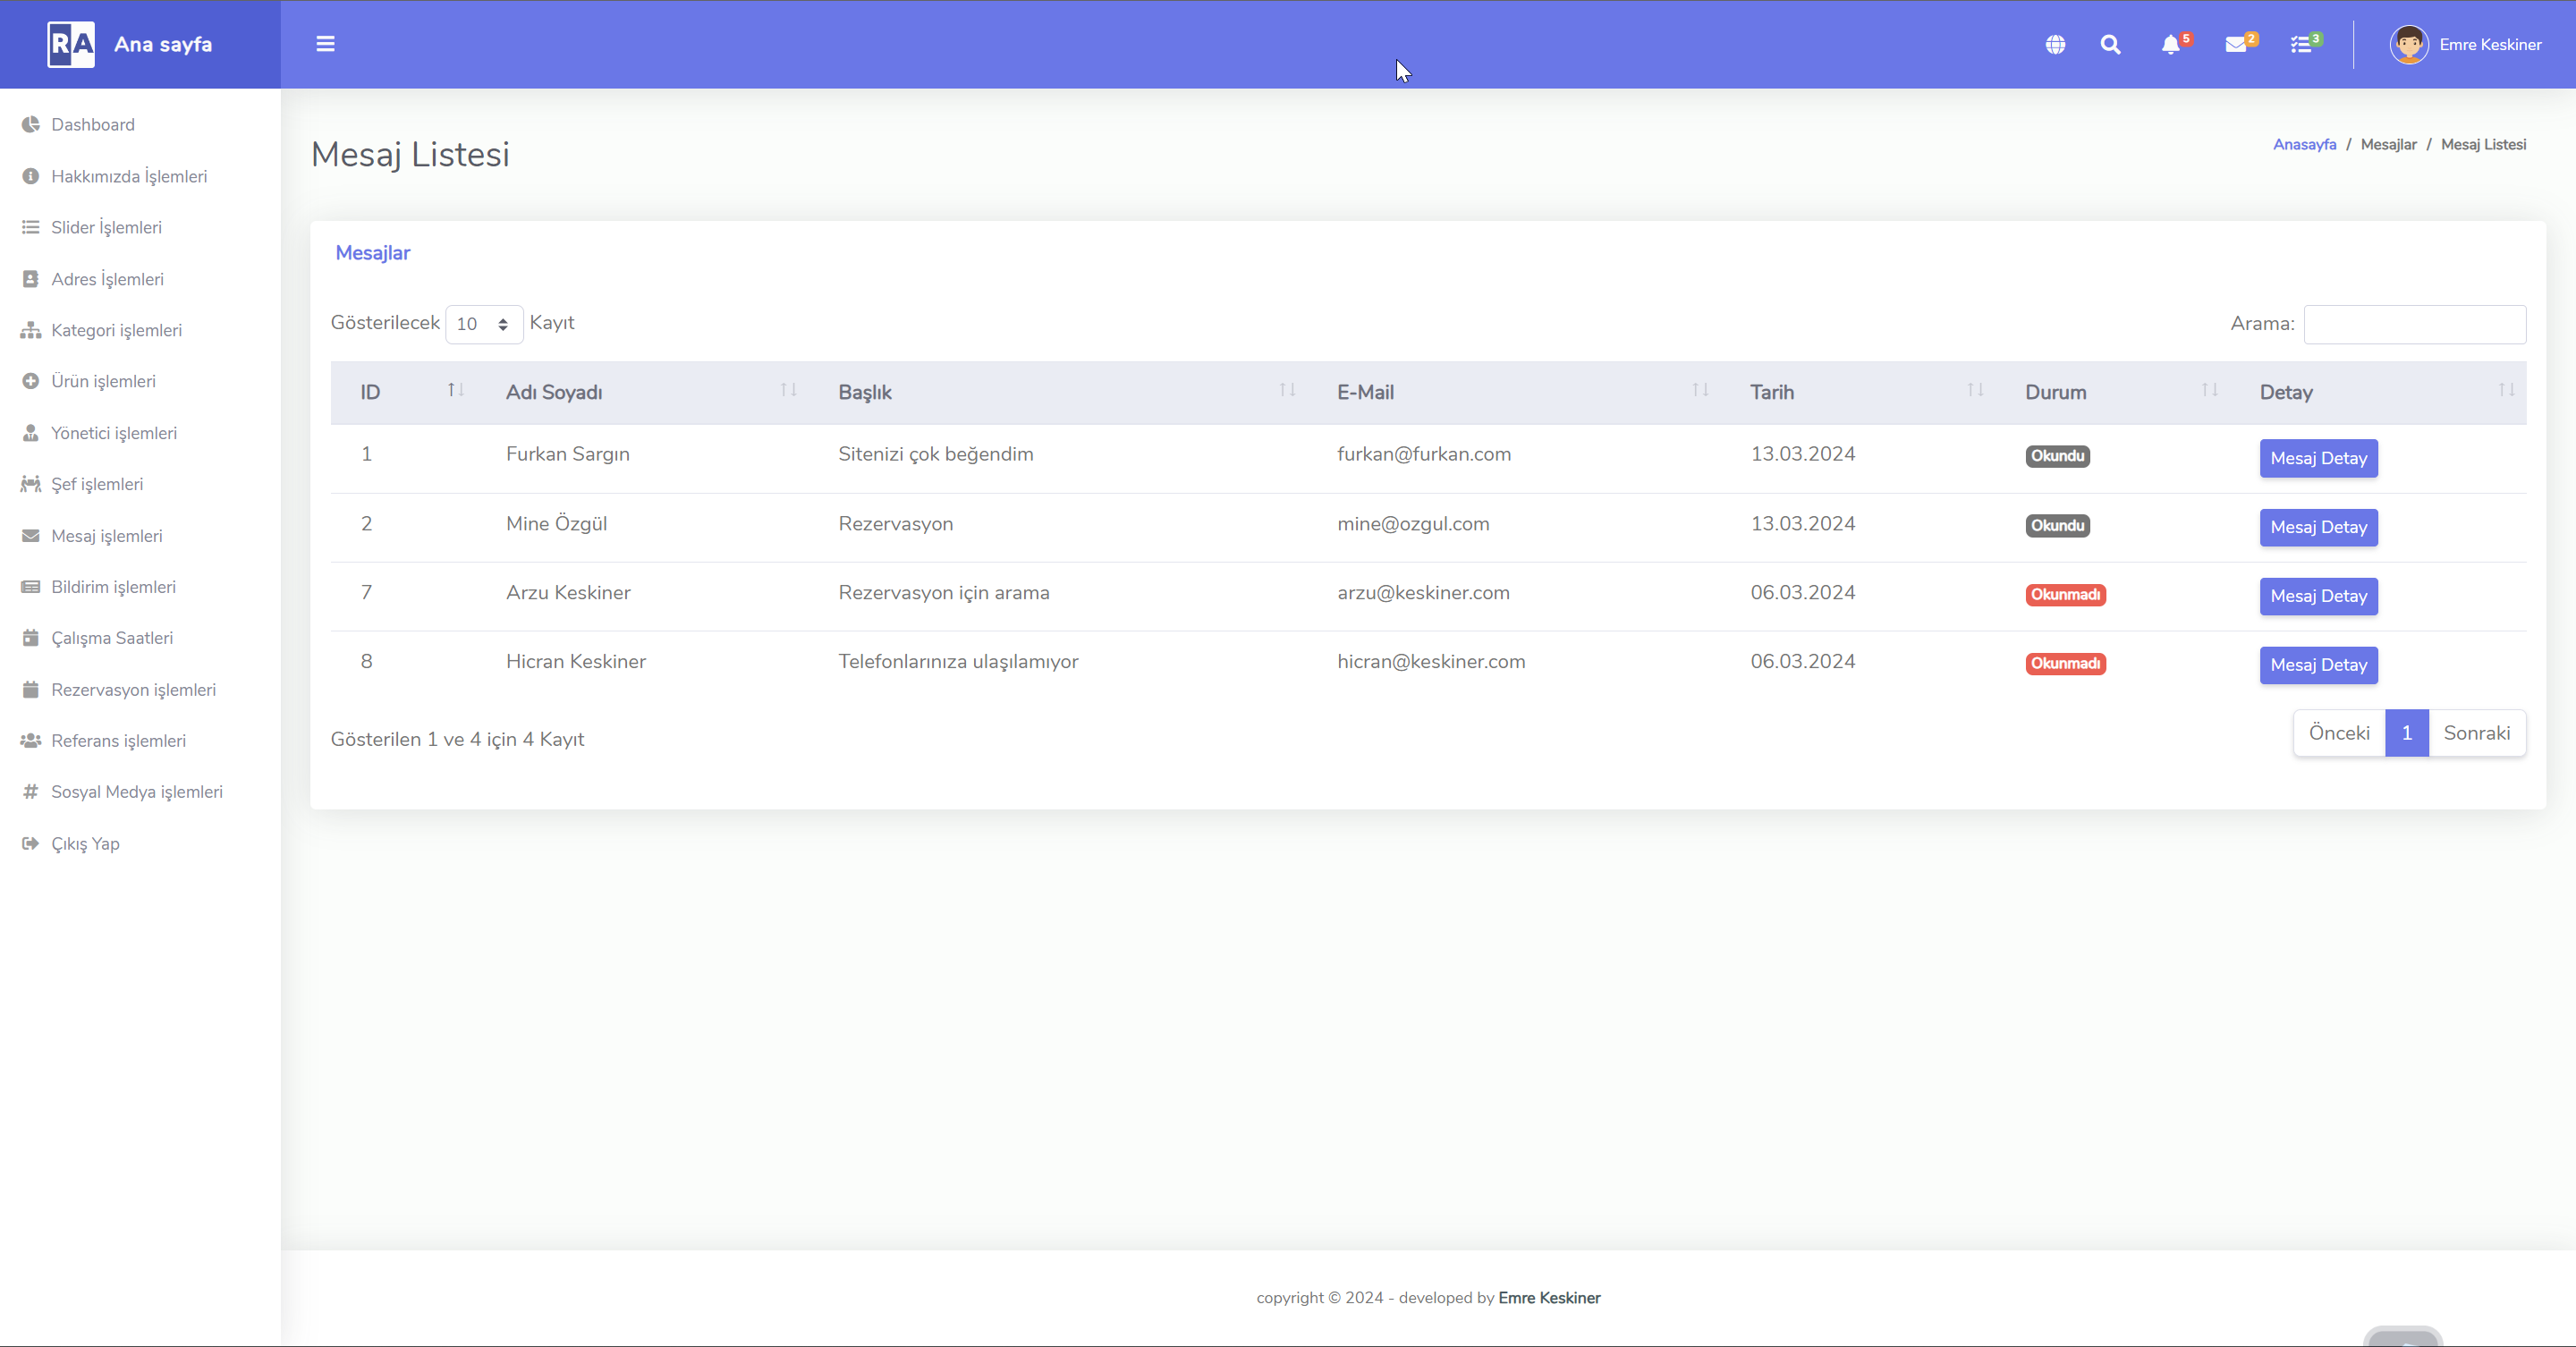 RA Ana sayfa
5 2 3 Emre Keskiner
Dashboard
Hakkımızda İşlemleri
Slider İşlemleri
Adres İşlemleri
Kategori işlemleri
Ürün işlemleri
Yönetici işlemleri
Şef işlemleri
Mesaj işlemleri
Bildirim işlemleri
Çalışma Saatleri
Rezervasyon işlemleri
Referans işlemleri
Sosyal Medya işlemleri
Çıkış Yap
Mesaj Listesi
Anasayfa / Mesajlar / Mesaj Listesi
Mesajlar
Gösterilecek 10 Kayıt
Arama:
ID Adı Soyadı Başlık E-Mail Tarih Durum Detay
1 Furkan Sargın Sitenizi çok beğendim furkan@furkan.com 13.03.2024 Okundu Mesaj Detay
2 Mine Özgül Rezervasyon mine@ozgul.com 13.03.2024 Okundu Mesaj Detay
7 Arzu Keskiner Rezervasyon için arama arzu@keskiner.com 06.03.2024 Okunmadı Mesaj Detay
8 Hicran Keskiner Telefonlarınıza ulaşılamıyor hicran@keskiner.com 06.03.2024 Okunmadı Mesaj Detay
Gösterilen 1 ve 4 için 4 Kayıt
Önceki 1 Sonraki
copyright © 2024 - developed by Emre Keskiner